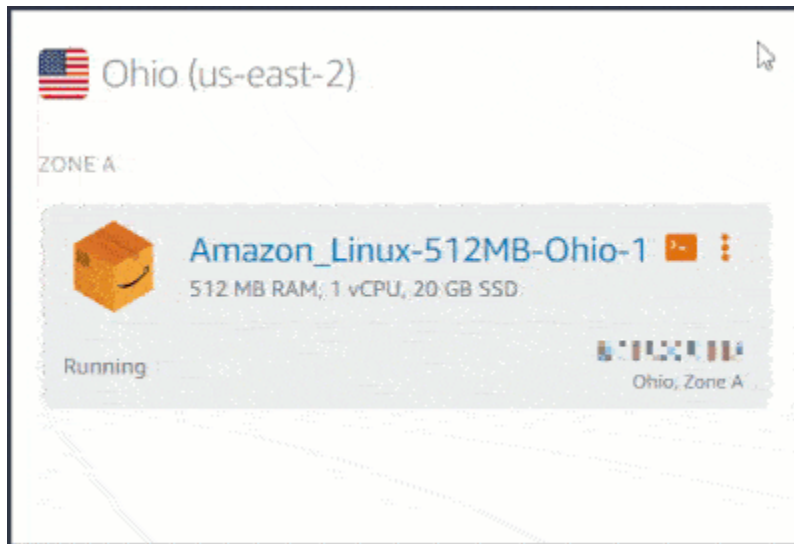 Ohio (us-east-2)
ZONE A
Amazon_Linux-512MB-Ohio-1
512 MB RAM, 1 vCPU, 20 GB SSD
Running
Ohio, Zone A